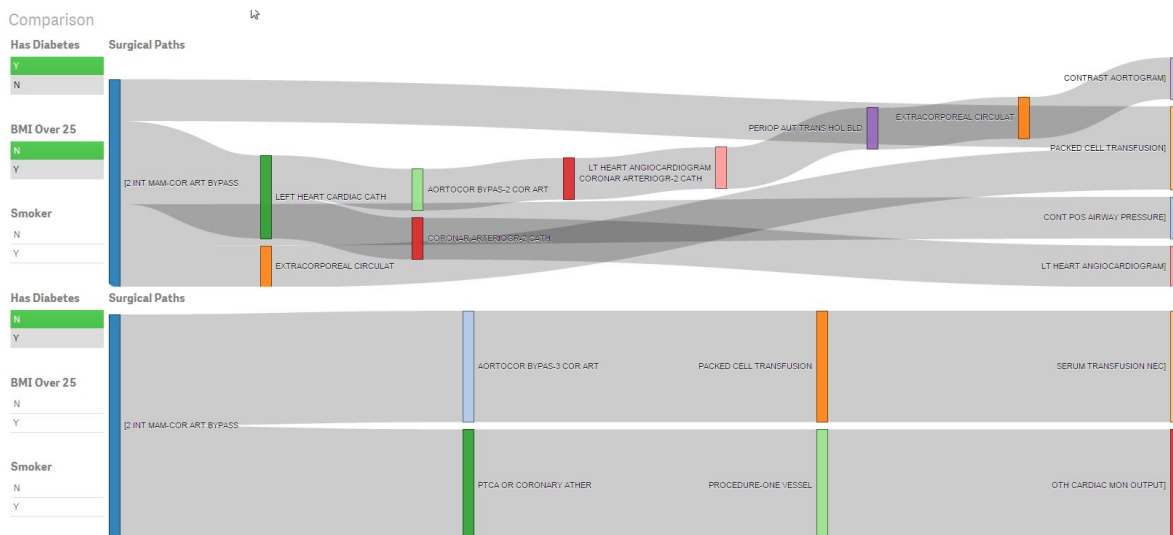 Comparison
Has Diabetes
Surgical Paths
Y
N
BMI Over 25
N
Y
Smoker
N
Y
[2 INT MAM-COR ART BYPASS
LEFT HEART CARDIAC CATH
EXTRACORPOREAL CIRCULAT
AORTOCOR BYPAS-2 COR ART
CORONAR ARTERIOGR-2 CATH
LT HEART ANGIOCARDIOGRAM
CORONAR ARTERIOGR-2 CATH
PERIOP AUT TRANS HOL BLD
EXTRACORPOREAL CIRCULAT
CONTRAST AORTOGRAM]
PACKED CELL TRANSFUSION]
CONT POS AIRWAY PRESSURE]
LT HEART ANGIOCARDIOGRAM]
Has Diabetes
Surgical Paths
N
Y
BMI Over 25
N
Y
Smoker
N
Y
[2 INT MAM-COR ART BYPASS
AORTOCOR BYPAS-3 COR ART
PACKED CELL TRANSFUSION
SERUM TRANSFUSION NEC]
PTCA OR CORONARY ATHER
PROCEDURE-ONE VESSEL
OTH CARDIAC MON OUTPUT]